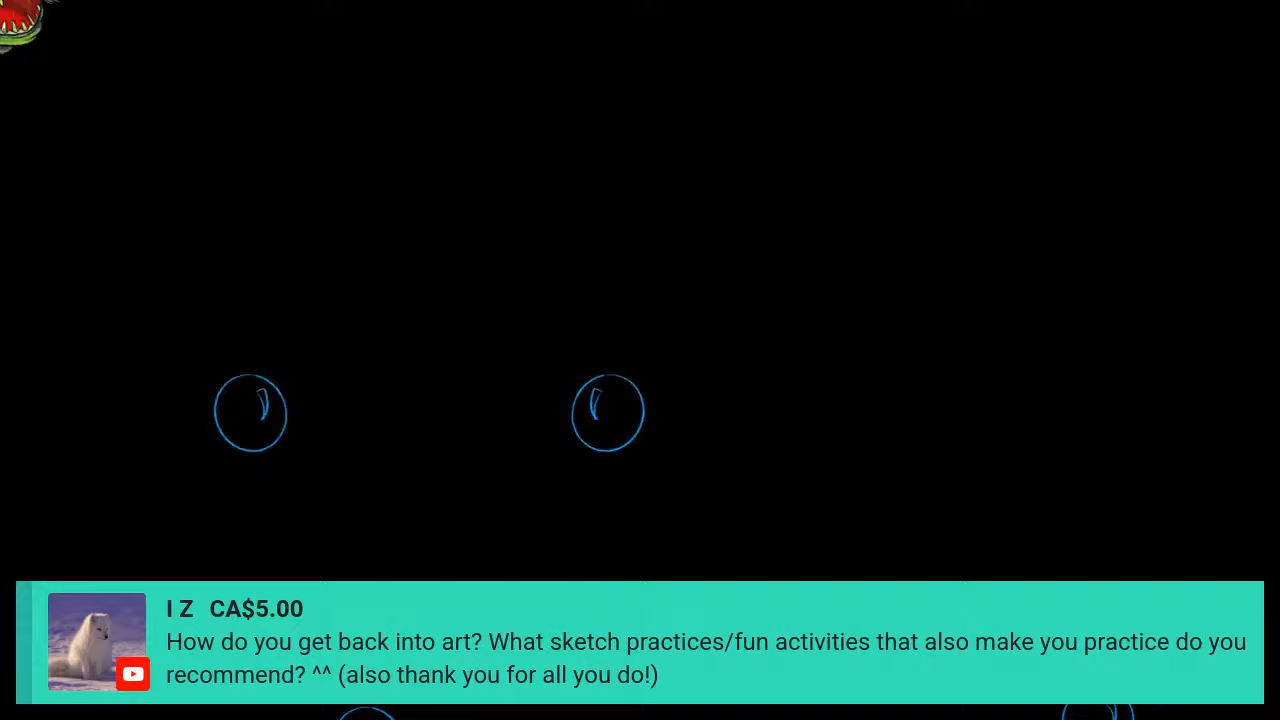 I Z CA$5.00
How do you get back into art? What sketch practices/fun activities that also make you practice do you
recommend? ^^ (also thank you for all you do!)